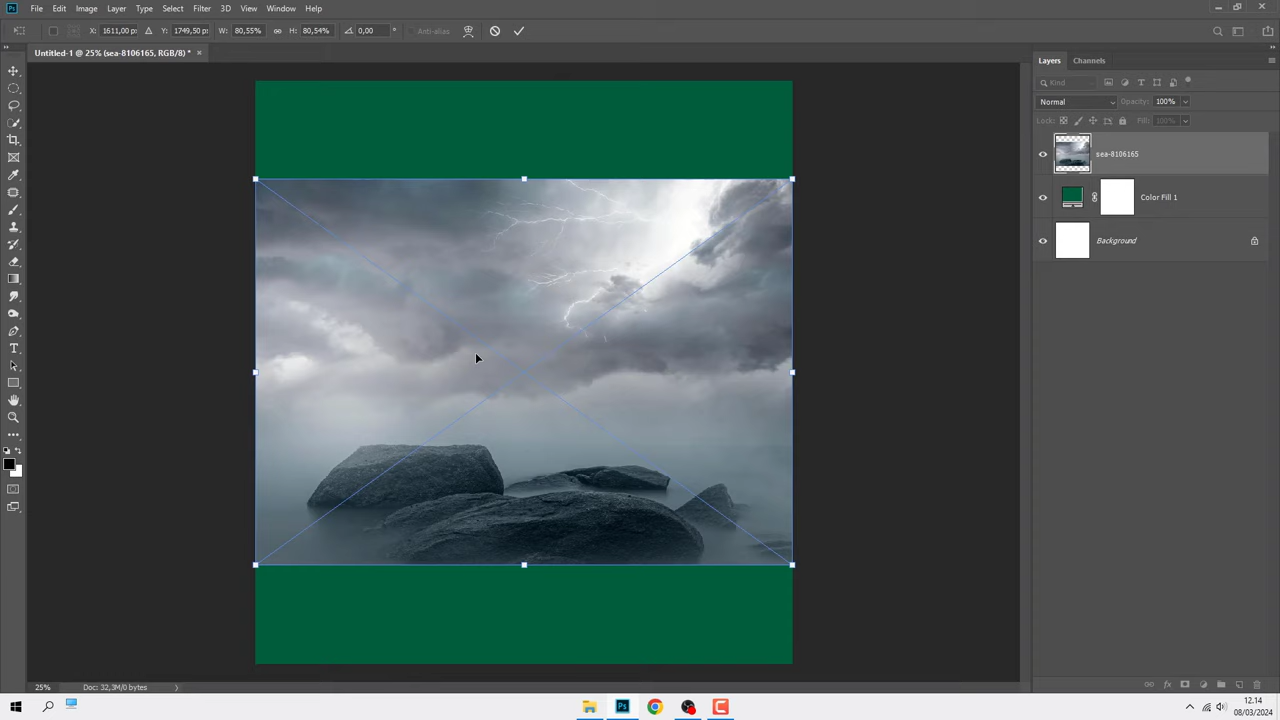 Ps File Edit Image Layer Type Select Filter 3D View Window Help
X: 1611,00 px Y: 1749,50 px W: 80,55% H: 80,54% 0,00 ° Anti-alias
Untitled-1 @ 25% (sea-8106165, RGB/8) * ×
Layers Channels
Kind
Normal Opacity: 100%
Lock: Fill: 100%
sea-8106165
Color Fill 1
Background
T
25% Doc: 32,3M/0 bytes
Ps
12.14
08/03/2024